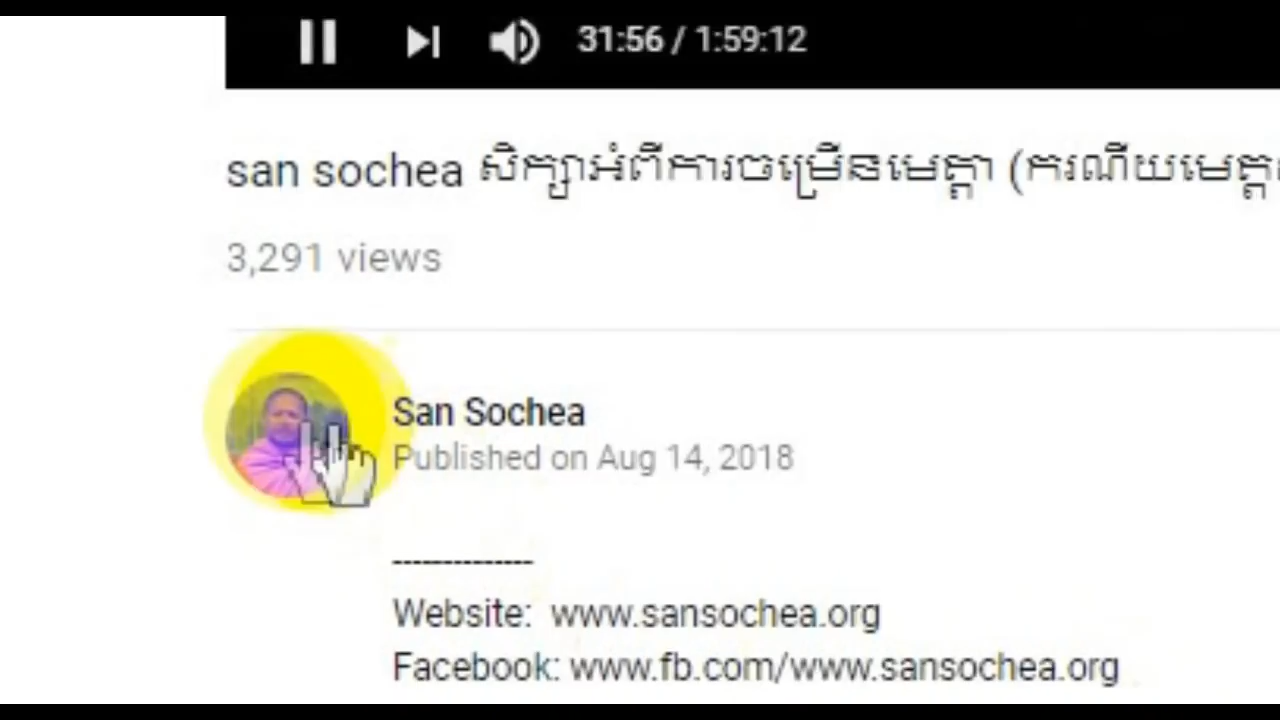 31:56 / 1:59:12
san sochea សិក្សាអំពីការចម្រើនមេត្តា (ករណីយមេត្ត
3,291 views
San Sochea
Published on Aug 14, 2018
---------------
Website: www.sansochea.org
Facebook: www.fb.com/www.sansochea.org